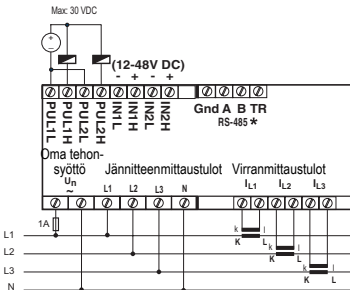 Max: 30 VDC
(12-48V DC)
- + - +
PUL1L PUL1H PUL2L PUL2H IN1L IN1H IN2L IN2H
Gnd A B TR
RS-485 *
Oma tehon-
syöttö
Un
~
Jännitteenmittaustulot
Virranmittaustulot
L1 L2 L3 N
IL1 IL2 IL3
1A
L1
k l
K L
L2
k l
K L
L3
k l
K L
N